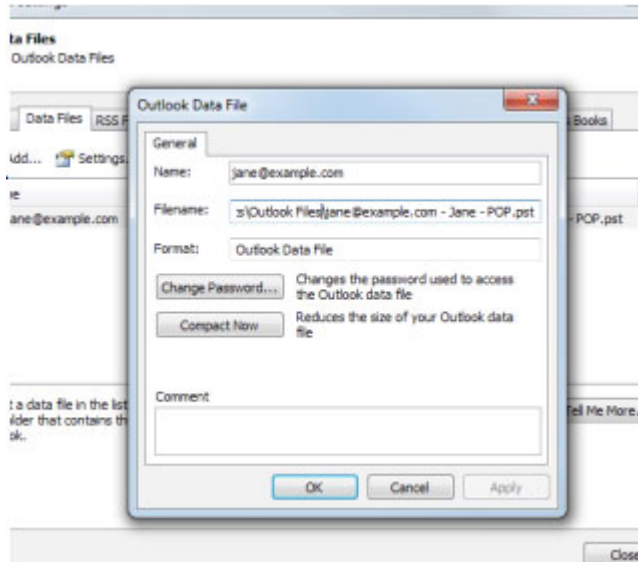 ta Files
Outlook Data Files
Outlook Data File
Data Files RSS F
Books
Add... Settings.
General
Name: jane@example.com
Filename: s\Outlook Files\jane@example.com - Jane - POP.pst
ane@example.com
- POP.pst
Format: Outlook Data File
Change Password...
Changes the password used to access
the Outlook data file
Compact Now
Reduces the size of your Outlook data
file
Comment
t a data file in the list
lder that contains th
ok.
Tell Me More.
OK Cancel Apply
Close